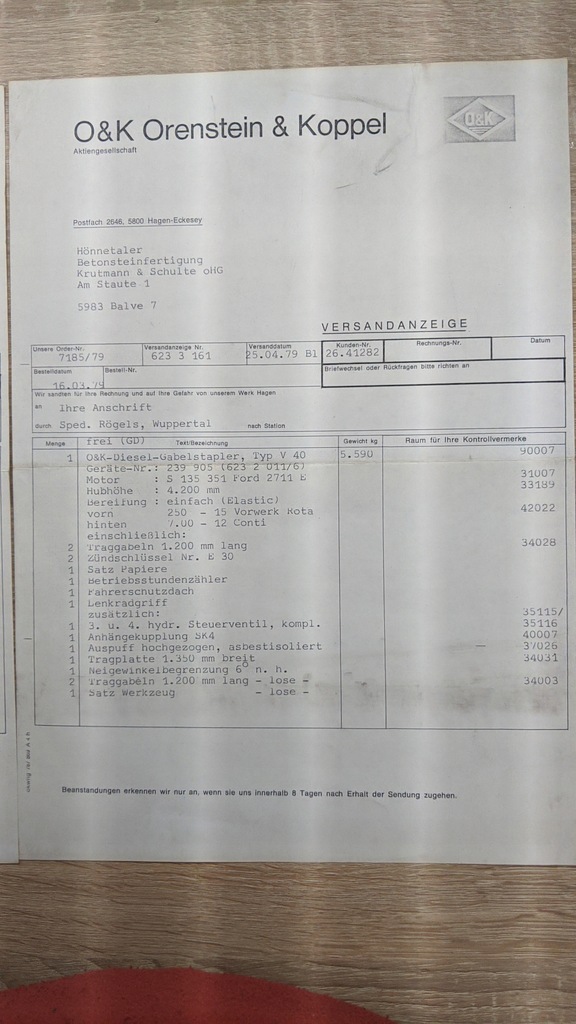 O&K Orenstein & Koppel
Aktiengesellschaft
O&K
Postfach 2646, 5800 Hagen-Eckesey
Hönnetaler
Betonsteinfertigung
Krutmann & Schulte oHG
Am Staute 1
5983 Balve 7
VERSANDANZEIGE
Unsere Order-Nr. Versandanzeige Nr. Versanddatum Kunden-Nr. Rechnungs-Nr. Datum
7185/79 623 3 161 25.04.79 Bl 26.41282
Bestelldatum Bestell-Nr. Briefwechsel oder Rückfragen bitte richten an
16.03.79
Wir sandten für Ihre Rechnung und auf Ihre Gefahr von unserem Werk Hagen
an Ihre Anschrift
durch Sped. Rögels, Wuppertal nach Station
Menge frei (GD) Text/Bezeichnung Gewicht kg Raum für Ihre Kontrollvermerke
1 O&K-Diesel-Gabelstapler, Typ V 40 5.590 90007
Geräte-Nr.: 239 905 (623 2 011/6)
Motor : S 135 351 Ford 2711 E 31007
Hubhöhe : 4.200 mm 33189
Bereifung : einfach (Elastic)
vorn 250 - 15 Vorwerk Rota 42022
hinten 7.00 - 12 Conti
einschließlich:
2 Traggabeln 1.200 mm lang 34028
2 Zündschlüssel Nr. E 30
1 Satz Papiere
1 Betriebsstundenzähler
1 Fahrerschutzdach
1 Lenkradgriff
zusätzlich: 35115/
1 3. u. 4. hydr. Steuerventil, kompl. 35116
1 Anhängekupplung SK4 40007
1 Auspuff hochgezogen, asbestisoliert — 37026
1 Tragplatte 1.350 mm breit 34031
1 Neigewinkelbegrenzung 6° n. h.
2 Traggabeln 1.200 mm lang - lose - 34003
1 Satz Werkzeug - lose -
Beanstandungen erkennen wir nur an, wenn sie uns innerhalb 8 Tagen nach Erhalt der Sendung zugehen.